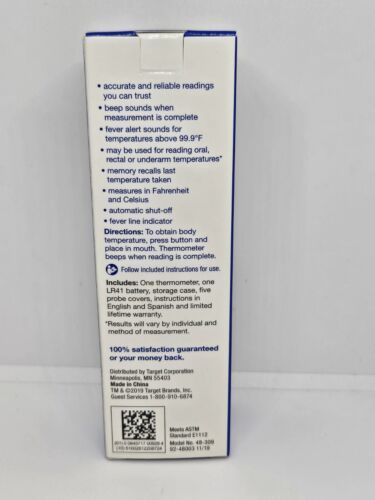 • accurate and reliable readings
you can trust
• beep sounds when
measurement is complete
• fever alert sounds for
temperatures above 99.9°F
• may be used for reading oral,
rectal or underarm temperatures*
• memory recalls last
temperature taken
• measures in Fahrenheit
and Celsius
• automatic shut-off
• fever line indicator
Directions: To obtain body
temperature, press button and
place in mouth. Thermometer
beeps when reading is complete.
Follow included instructions for use.
Includes: One thermometer, one
LR41 battery, storage case, five
probe covers, instructions in
English and Spanish and limited
lifetime warranty.
*Results will vary by individual and
method of measurement.
100% satisfaction guaranteed
or your money back.
Distributed by Target Corporation
Minneapolis, MN 55403
Made in China
TM & ©2019 Target Brands, Inc.
Guest Services 1-800-910-6874
Meets ASTM
Standard E1112
Model No. 48-309
92-48003 11/19